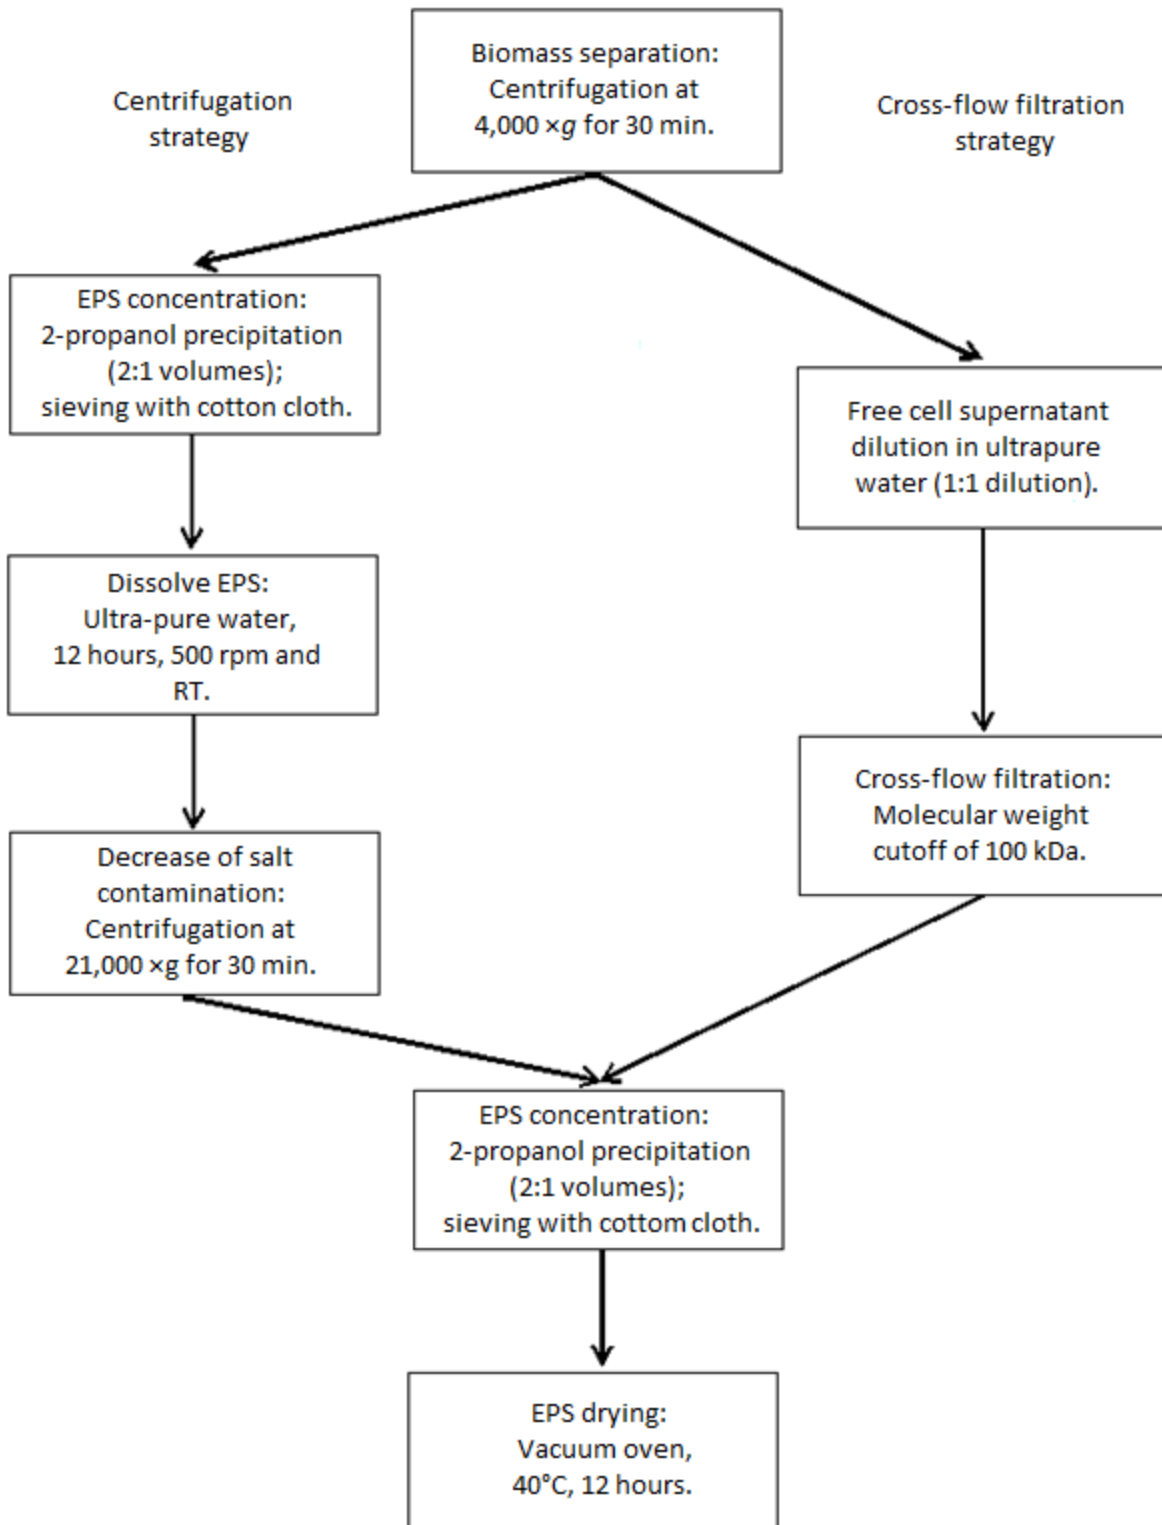 Biomass separation:
Centrifugation at
4,000 ×g for 30 min.
Centrifugation
strategy
Cross-flow filtration
strategy
EPS concentration:
2-propanol precipitation
(2:1 volumes);
sieving with cotton cloth.
Free cell supernatant
dilution in ultrapure
water (1:1 dilution).
Dissolve EPS:
Ultra-pure water,
12 hours, 500 rpm and
RT.
Cross-flow filtration:
Molecular weight
cutoff of 100 kDa.
Decrease of salt
contamination:
Centrifugation at
21,000 ×g for 30 min.
EPS concentration:
2-propanol precipitation
(2:1 volumes);
sieving with cottom cloth.
EPS drying:
Vacuum oven,
40°C, 12 hours.